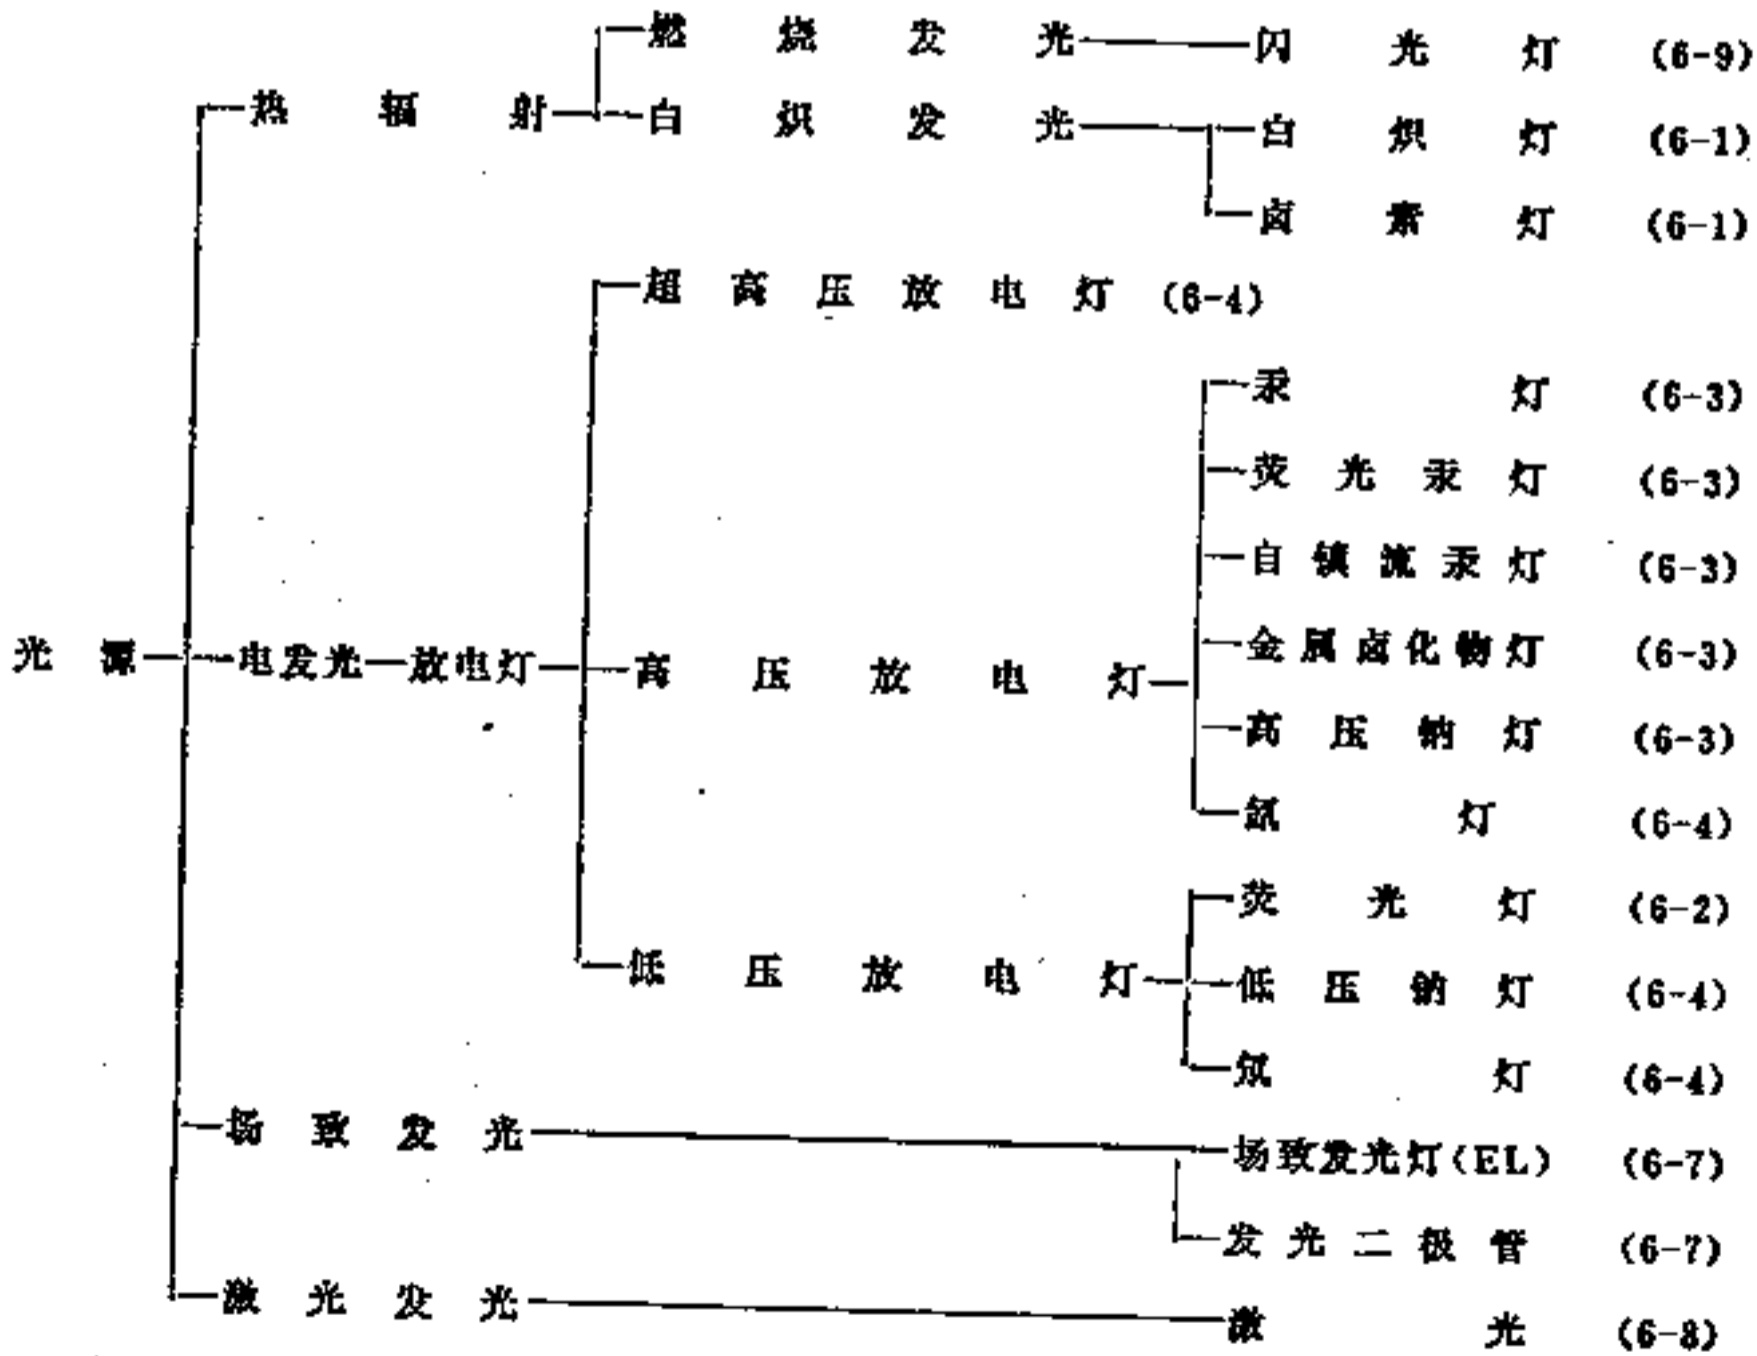 燃烧发光 闪光灯 (6-9)
热辐射 白炽发光 白炽灯 (6-1)
卤素灯 (6-1)
超高压放电灯 (6-4)
汞灯 (6-3)
荧光汞灯 (6-3)
自镇流汞灯 (6-3)
光源 电发光 放电灯 高压放电灯 金属卤化物灯 (6-3)
高压钠灯 (6-3)
氙灯 (6-4)
荧光灯 (6-2)
低压放电灯 低压钠灯 (6-4)
氖灯 (6-4)
场致发光 场致发光灯(EL) (6-7)
发光二极管 (6-7)
激光发光 激光 (6-8)